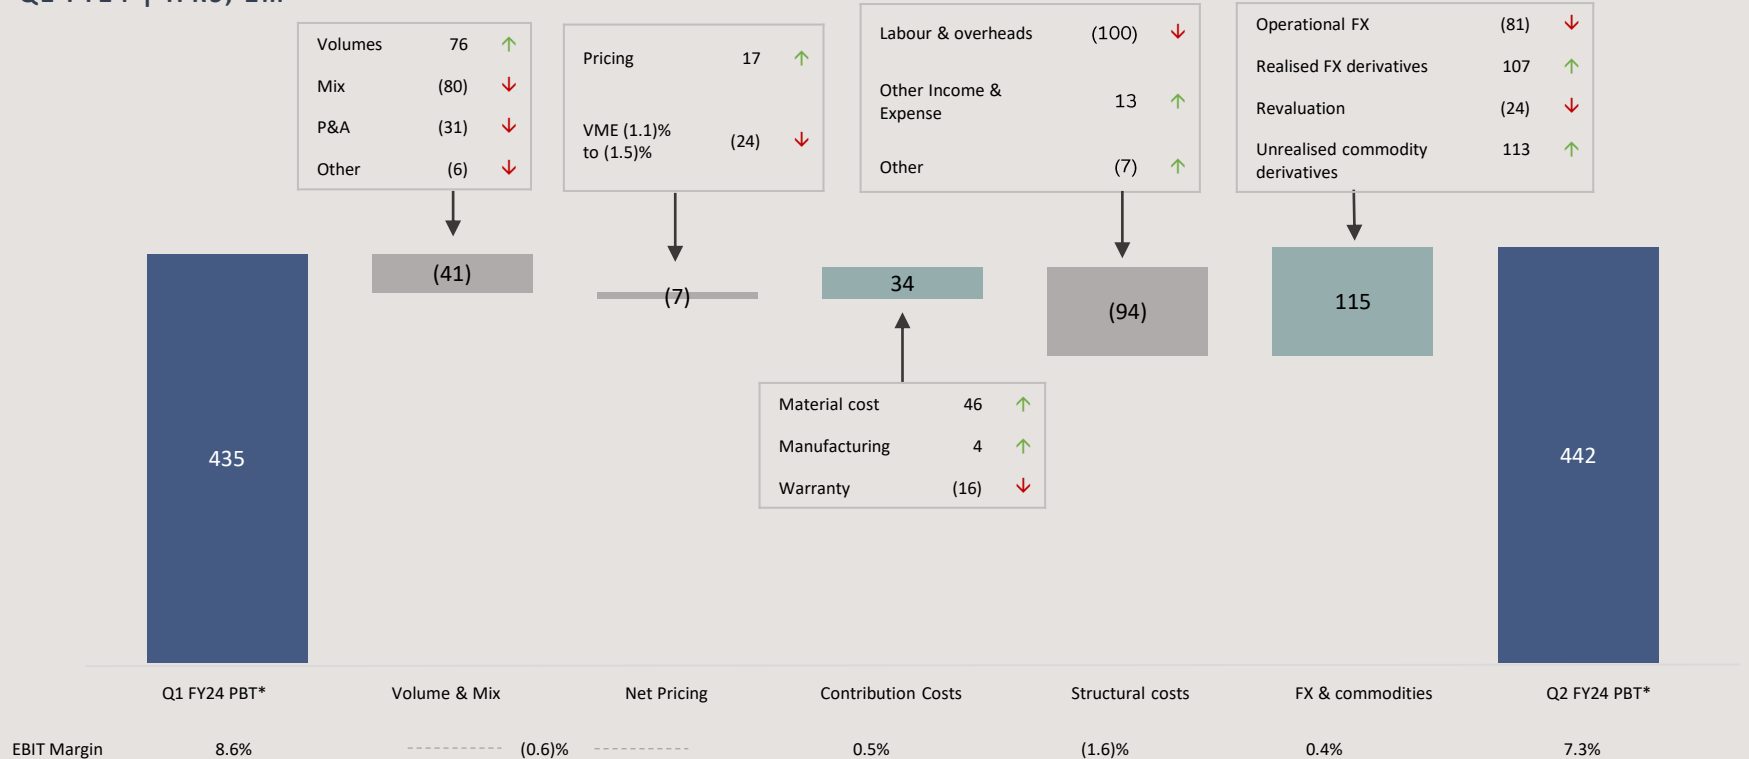 Volumes 76
Mix (80)
P&A (31)
Other (6)
Pricing 17
VME (1.1)%
to (1.5)% (24)
Labour & overheads (100)
Other Income &
Expense 13
Other (7)
Operational FX (81)
Realised FX derivatives 107
Revaluation (24)
Unrealised commodity
derivatives 113
435
(41)
(7)
34
(94)
115
442
Material cost 46
Manufacturing 4
Warranty (16)
Q1 FY24 PBT* Volume & Mix Net Pricing Contribution Costs Structural costs FX & commodities Q2 FY24 PBT*
EBIT Margin 8.6% (0.6)% 0.5% (1.6)% 0.4% 7.3%